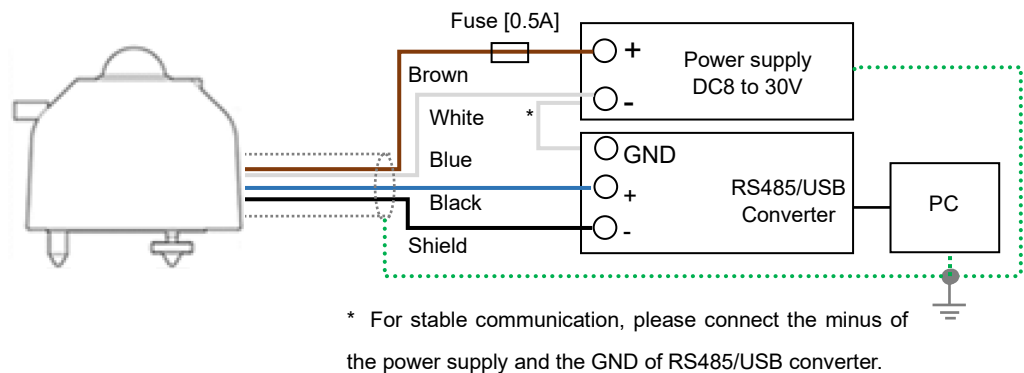 Fuse [0.5A]
+
Power supply
DC8 to 30V
Brown
-
White
*
GND
Blue
+
RS485/USB
Converter
PC
Black
-
Shield
* For stable communication, please connect the minus of
the power supply and the GND of RS485/USB converter.